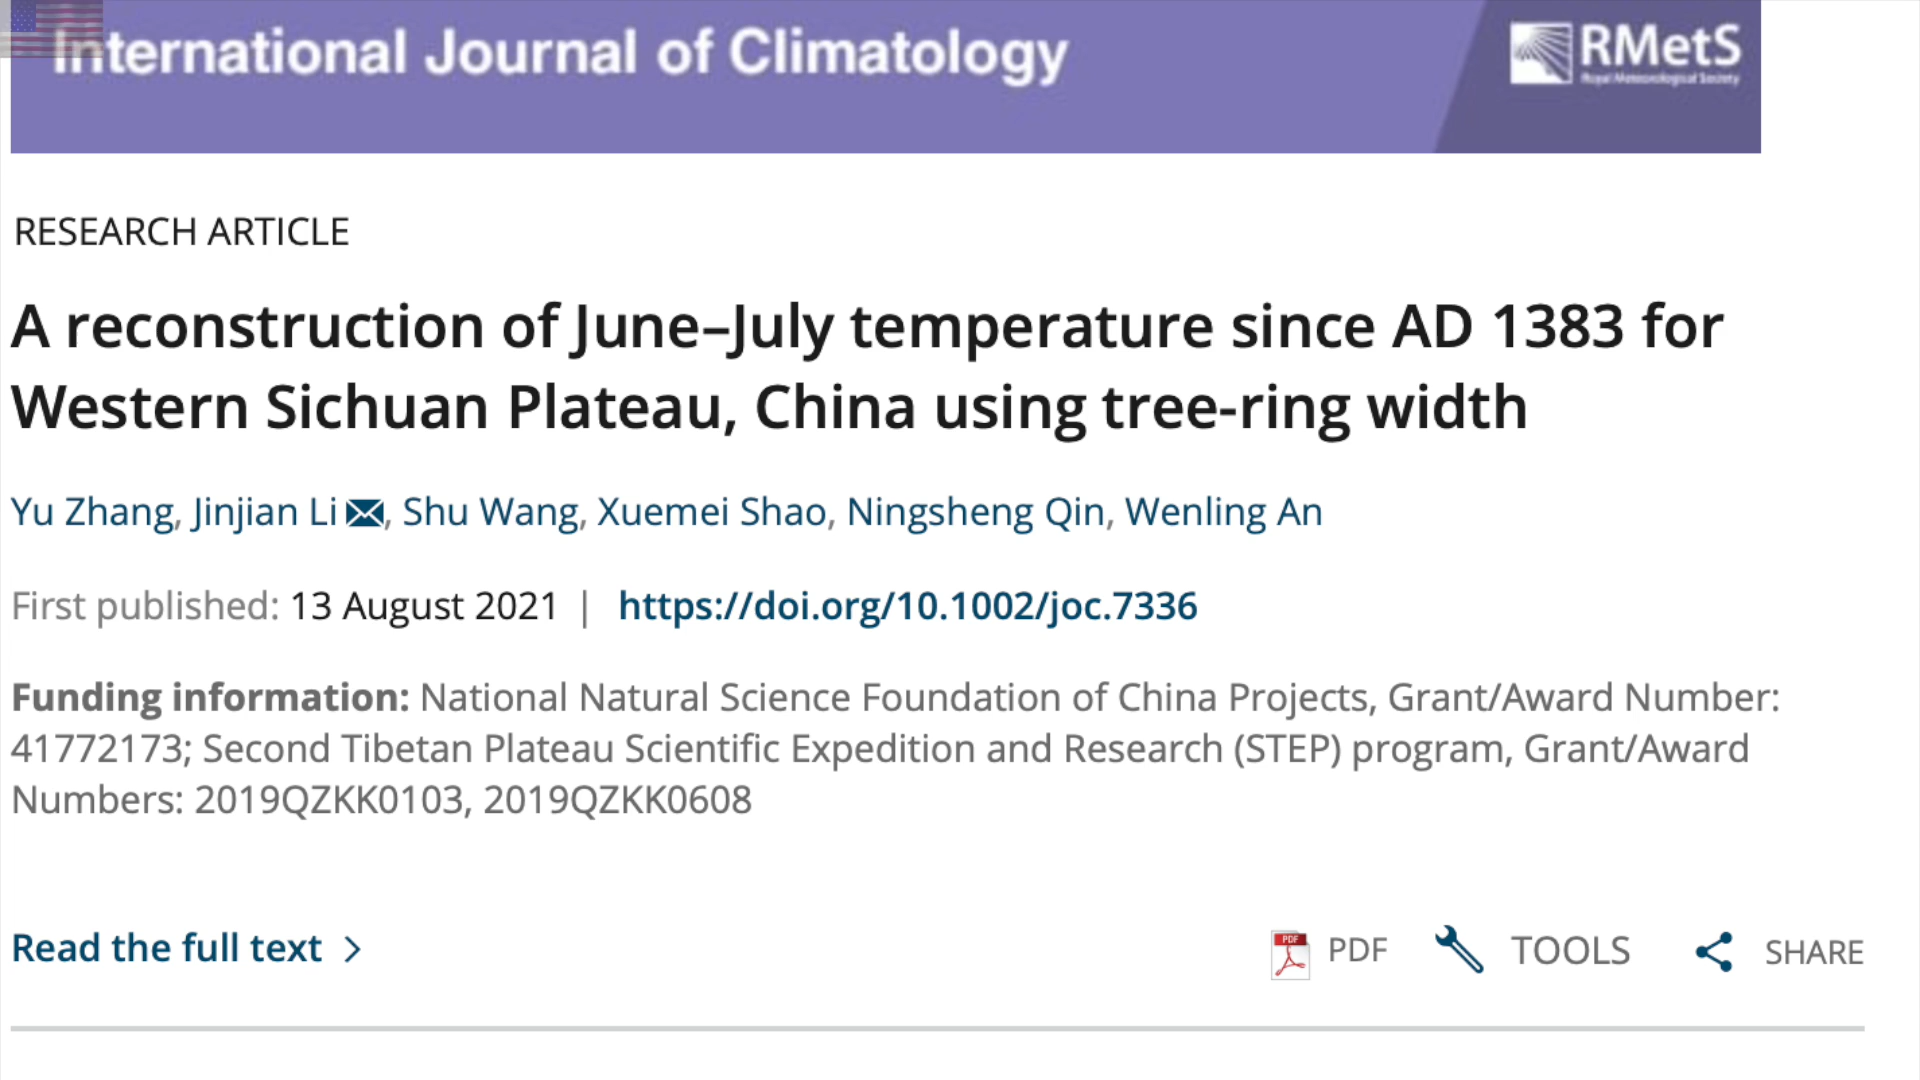 International Journal of Climatology
RMetS
Royal Meteorological Society
RESEARCH ARTICLE
A reconstruction of June–July temperature since AD 1383 for
Western Sichuan Plateau, China using tree-ring width
Yu Zhang, Jinjian Li, Shu Wang, Xuemei Shao, Ningsheng Qin, Wenling An
First published: 13 August 2021 | https://doi.org/10.1002/joc.7336
Funding information: National Natural Science Foundation of China Projects, Grant/Award Number:
41772173; Second Tibetan Plateau Scientific Expedition and Research (STEP) program, Grant/Award
Numbers: 2019QZKK0103, 2019QZKK0608
Read the full text
PDF PDF TOOLS SHARE